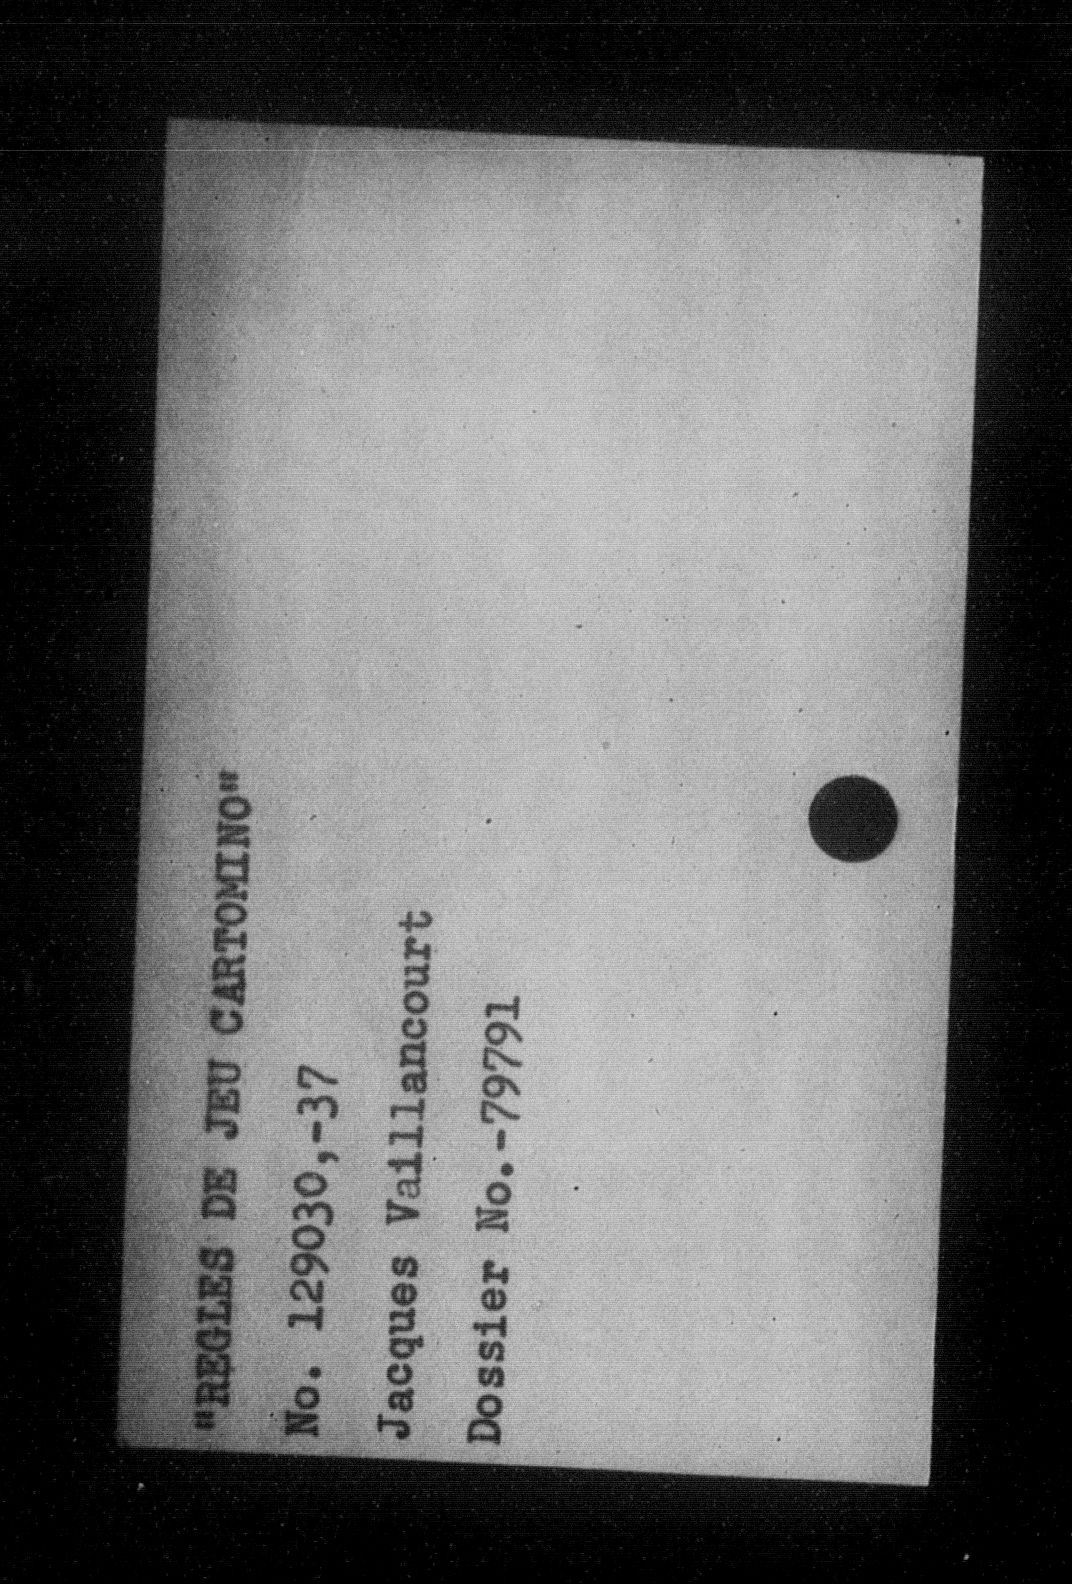 "REGLES DE JEU CARTOMINO"
No. 129030,-37
Jacques Vaillancourt
Dossier No.-79791